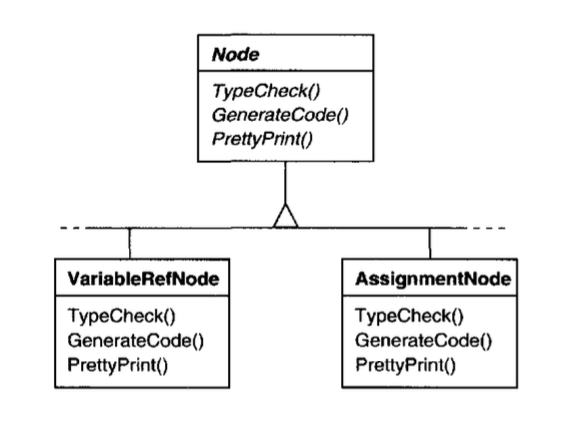 Node
TypeCheck()
GenerateCode()
PrettyPrint()
VariableRefNode
TypeCheck()
GenerateCode()
PrettyPrint()
AssignmentNode
TypeCheck()
GenerateCode()
PrettyPrint()